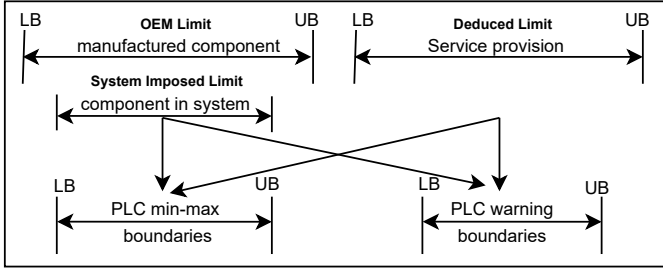 LB OEM Limit UB LB Deduced Limit UB
manufactured component Service provision
System Imposed Limit
component in system
LB UB LB UB
PLC min-max PLC warning
boundaries boundaries